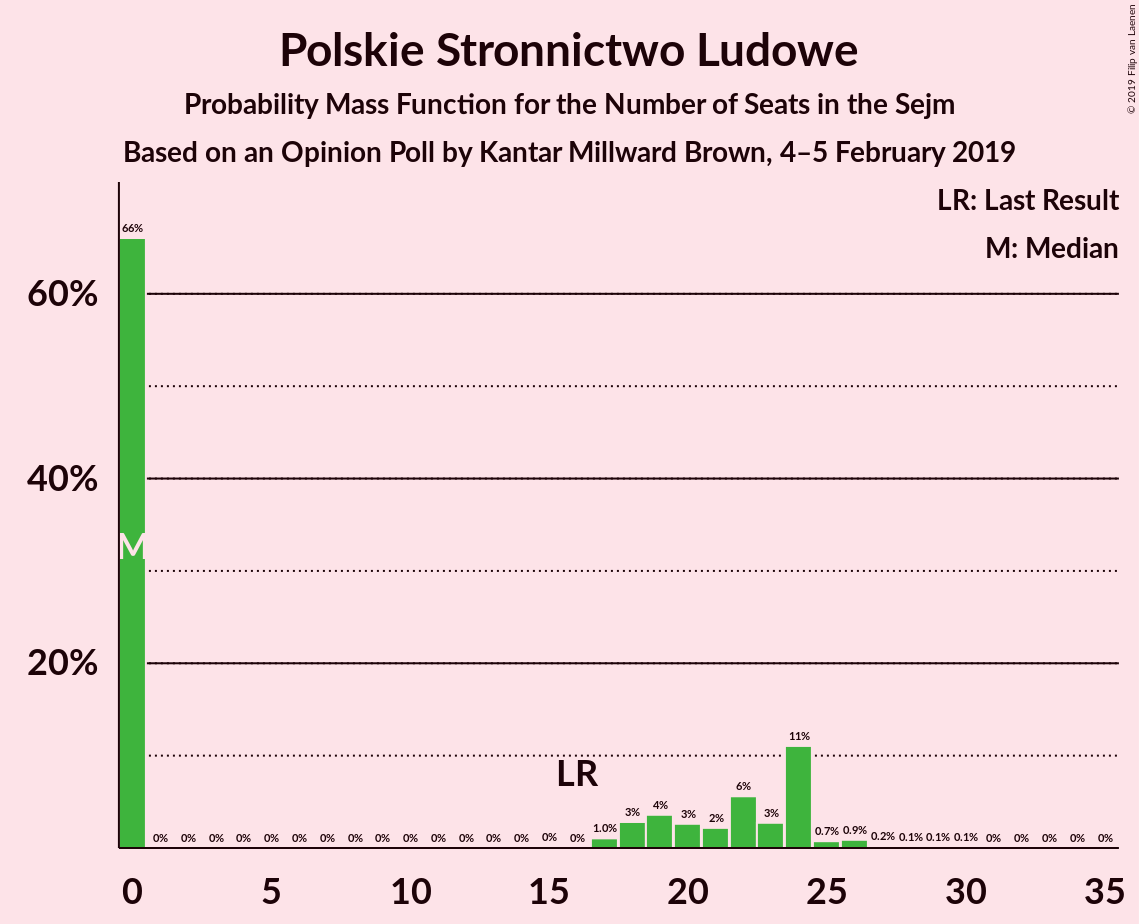 Polskie Stronnictwo Ludowe
Probability Mass Function for the Number of Seats in the Sejm
Based on an Opinion Poll by Kantar Millward Brown, 4–5 February 2019
© 2019 Filip van Laenen
LR: Last Result
M: Median
66%
60%
40%
M
20%
11%
LR
6%
4%
3% 3% 2% 3%
1.0% 0.7% 0.9%
0% 0% 0% 0% 0% 0% 0% 0% 0% 0% 0% 0% 0% 0% 0% 0% 0.2% 0.1% 0.1% 0.1% 0% 0% 0% 0% 0%
0 5 10 15 20 25 30 35